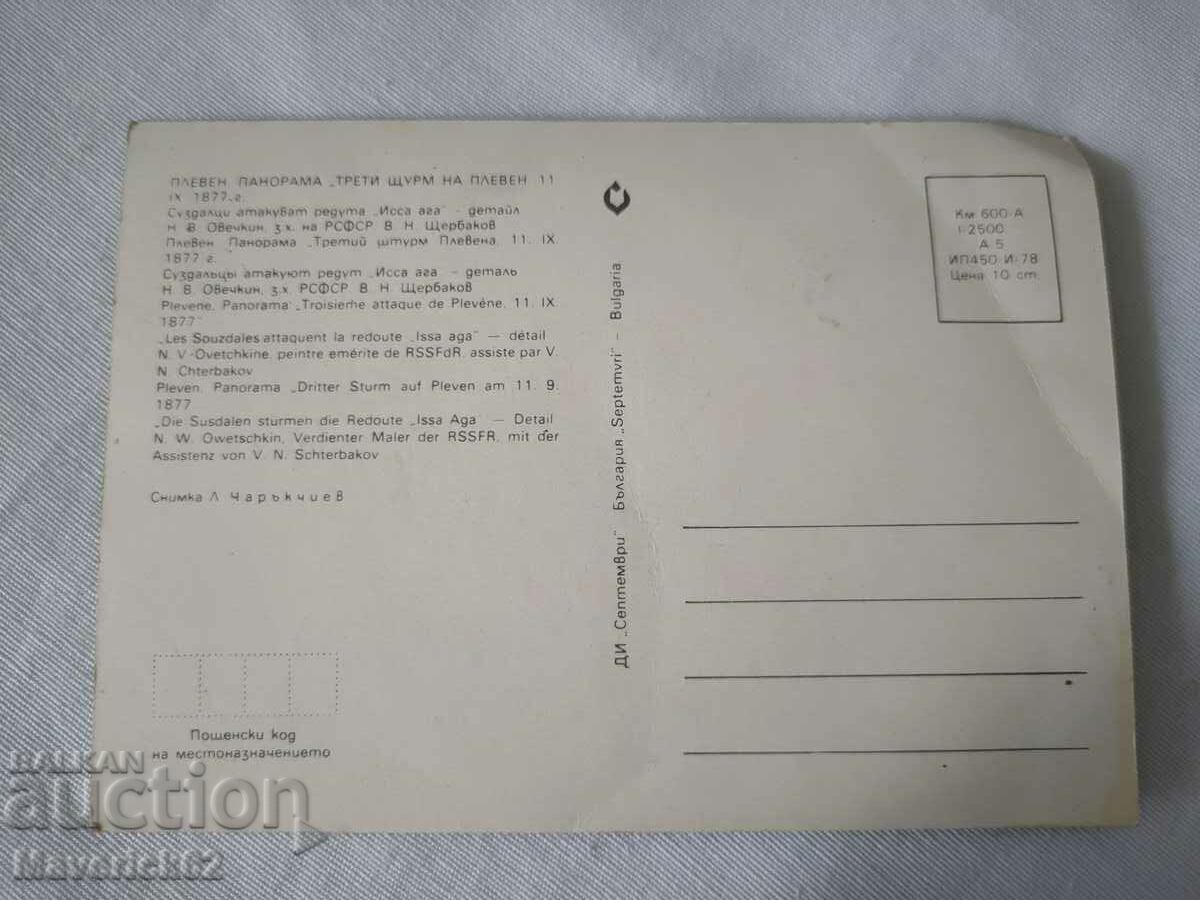 ПЛЕВЕН ПАНОРАМА „ТРЕТИ ЩУРМ НА ПЛЕВЕН 11
IX 1877 г.
Суздалци атакуват редута „Исса ага" - детайл
Н В Овечкин, з.х. на РСФСР В Н Щербаков
Плевен Панорама „Третий штурм Плевена, 11. IX.
1877 г.
Суздальцы атакуют редут „Исса ага - деталь
Н В Овечкин, з.х. РСФСР В Н Щербаков
Plevene, Panorama „Troisieme attaque de Plevéne, 11. IX
1877"
„Les Souzdales attaquent la redoute „Issa aga" — détail
N. V. Ovetchkine, peintre emérite de RSSFdR, assiste par V.
N Chterbakov
Pleven, Panorama „Dritter Sturm auf Pleven am 11. 9.
1877
„Die Susdalen sturmen die Redoute „Issa Aga" — Detail
N. W. Owetschkin, Verdienter Maler der RSSFR, mit der
Assistenz von V. N. Schterbakov
Снимка Л Чаръкчиев
Пощенски код
на местоназначението
ДИ „Септември" България „Septemvri" – Bulgaria
Км 600-А
I-2500
А 5
ИП450-И-78
Цена 10 ст.
BALKAN
auction
Maverich62